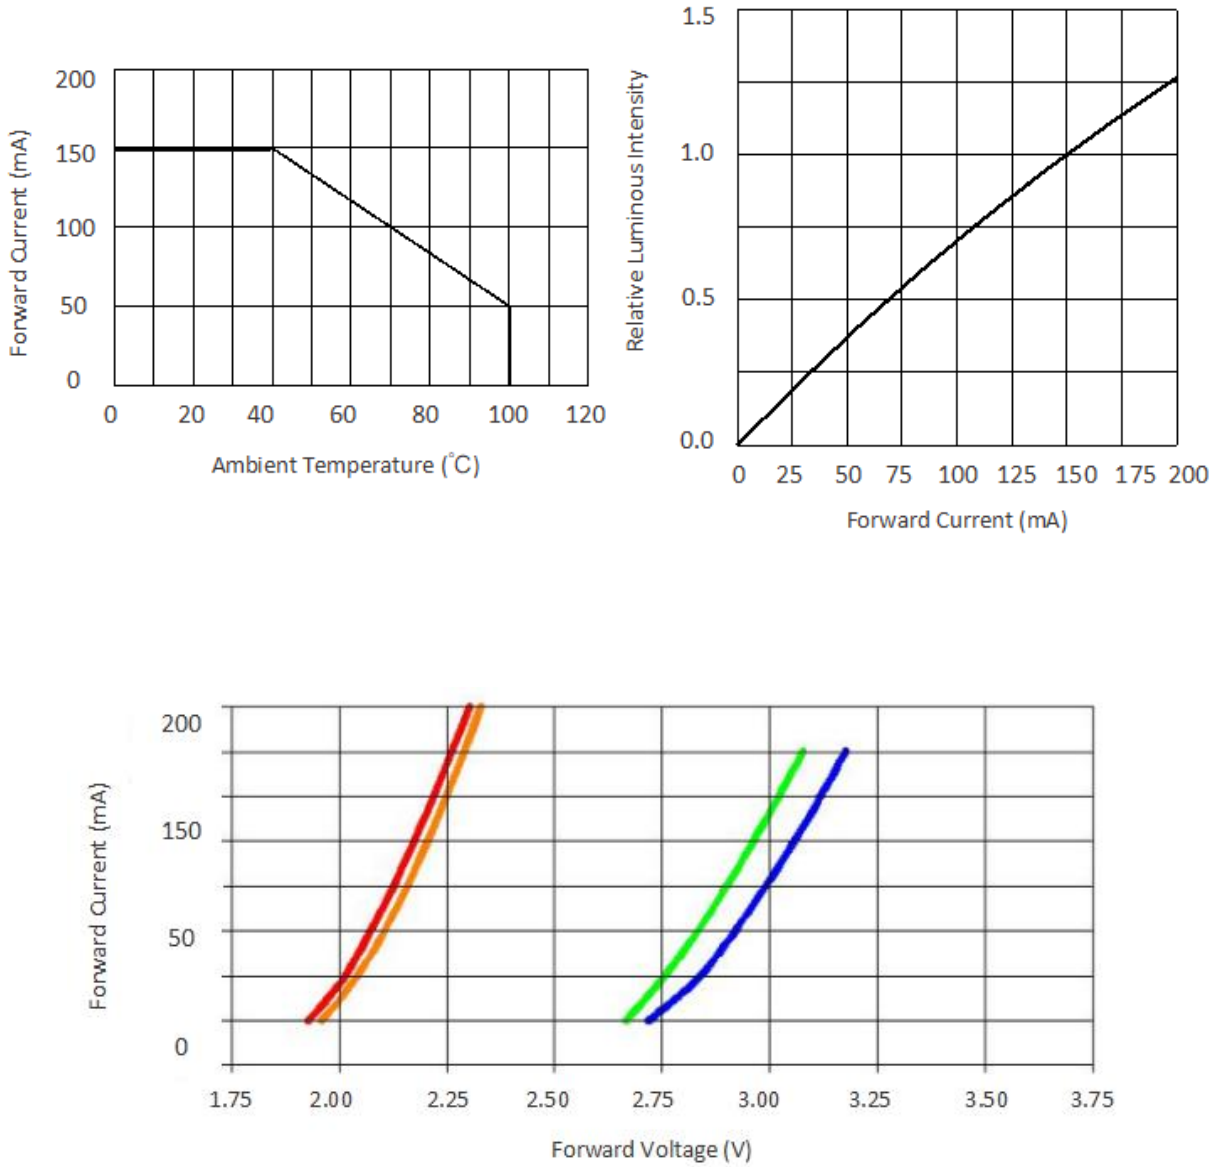 200
150
100
50
0
0 20 40 60 80 100 120
Forward Current (mA)
Ambient Temperature (°C)
1.5
1.0
0.5
0.0
0 25 50 75 100 125 150 175 200
Relative Luminous Intensity
Forward Current (mA)
200
150
50
0
1.75 2.00 2.25 2.50 2.75 3.00 3.25 3.50 3.75
Forward Current (mA)
Forward Voltage (V)